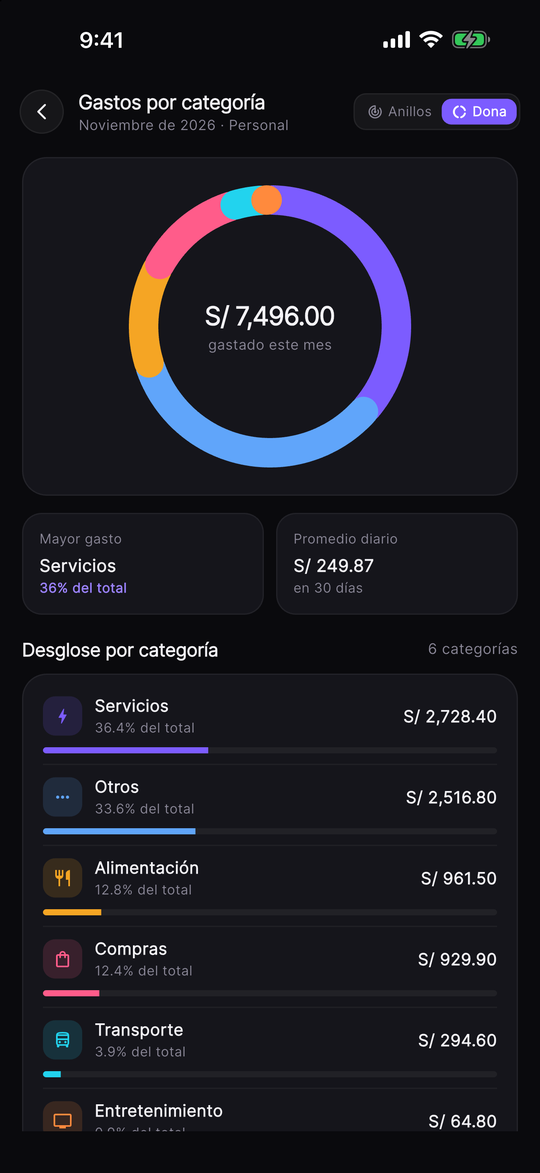 9:41
Gastos por categoría
Noviembre de 2026 · Personal
Anillos
Dona
S/ 7,496.00
gastado este mes
Mayor gasto
Servicios
36% del total
Promedio diario
S/ 249.87
en 30 días
Desglose por categoría
6 categorías
Servicios
36.4% del total
S/ 2,728.40
Otros
33.6% del total
S/ 2,516.80
Alimentación
12.8% del total
S/ 961.50
Compras
12.4% del total
S/ 929.90
Transporte
3.9% del total
S/ 294.60
Entretenimiento
S/ 64.80